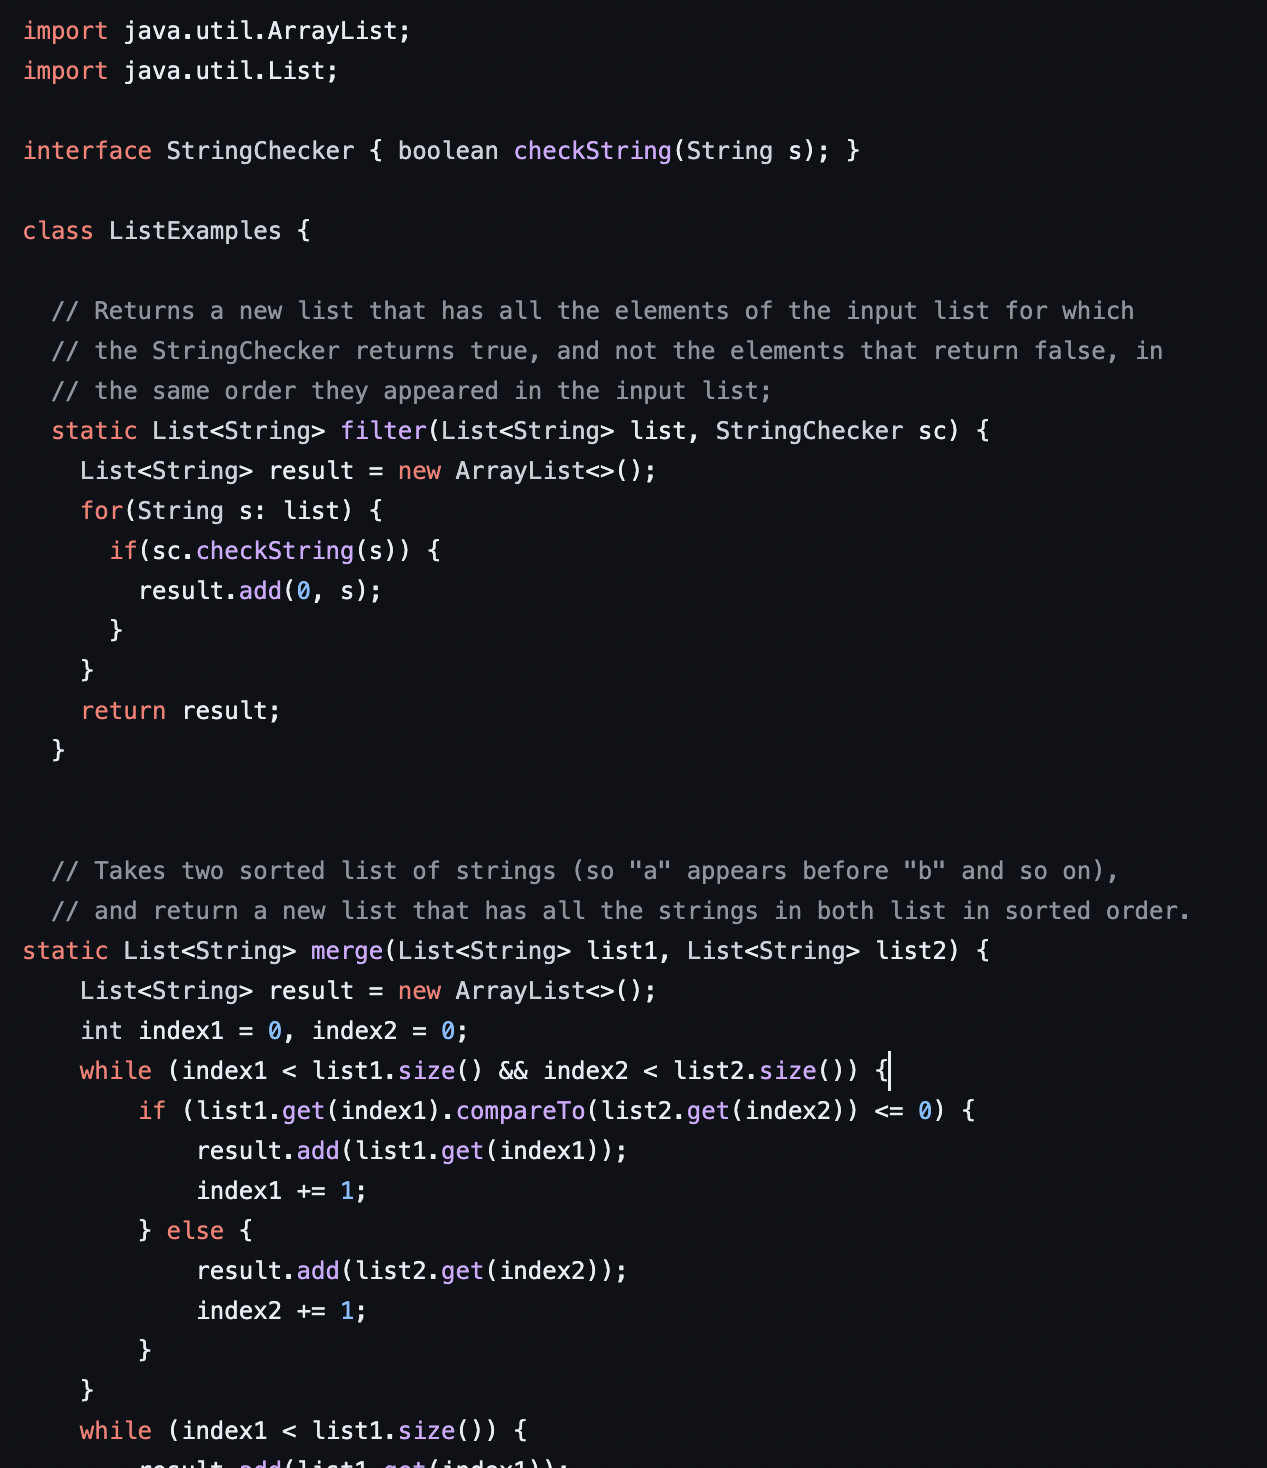 import java.util.ArrayList;
import java.util.List;

interface StringChecker { boolean checkString(String s); }

class ListExamples {

  // Returns a new list that has all the elements of the input list for which
  // the StringChecker returns true, and not the elements that return false, in
  // the same order they appeared in the input list;
  static List<String> filter(List<String> list, StringChecker sc) {
    List<String> result = new ArrayList<>();
    for(String s: list) {
      if(sc.checkString(s)) {
        result.add(0, s);
      }
    }
    return result;
  }


  // Takes two sorted list of strings (so "a" appears before "b" and so on),
  // and return a new list that has all the strings in both list in sorted order.
static List<String> merge(List<String> list1, List<String> list2) {
    List<String> result = new ArrayList<>();
    int index1 = 0, index2 = 0;
    while (index1 < list1.size() && index2 < list2.size()) {
        if (list1.get(index1).compareTo(list2.get(index2)) <= 0) {
            result.add(list1.get(index1));
            index1 += 1;
        } else {
            result.add(list2.get(index2));
            index2 += 1;
        }
    }
    while (index1 < list1.size()) {
        result.add(list1.get(index1));